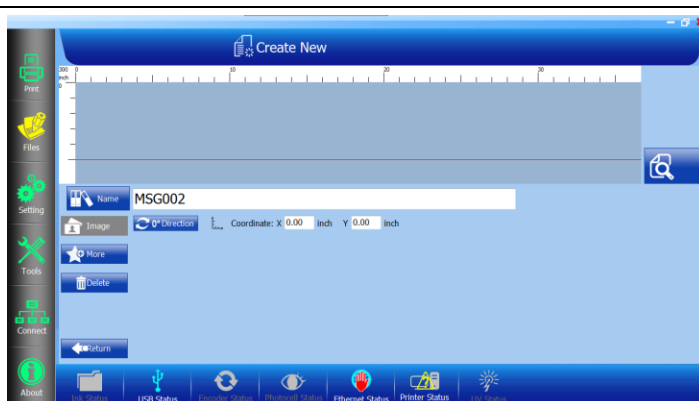 Create New
300 0 10 20 30
inch
0
Print
Files
Setting
Tools
Connect
About
Name MSG002
Image 0° Direction Coordinate: X 0.00 inch Y 0.00 inch
More
Delete
Return
Ink Status USB Status Encoder Status Photocell Status Ethernet Status Printer Status UV Status